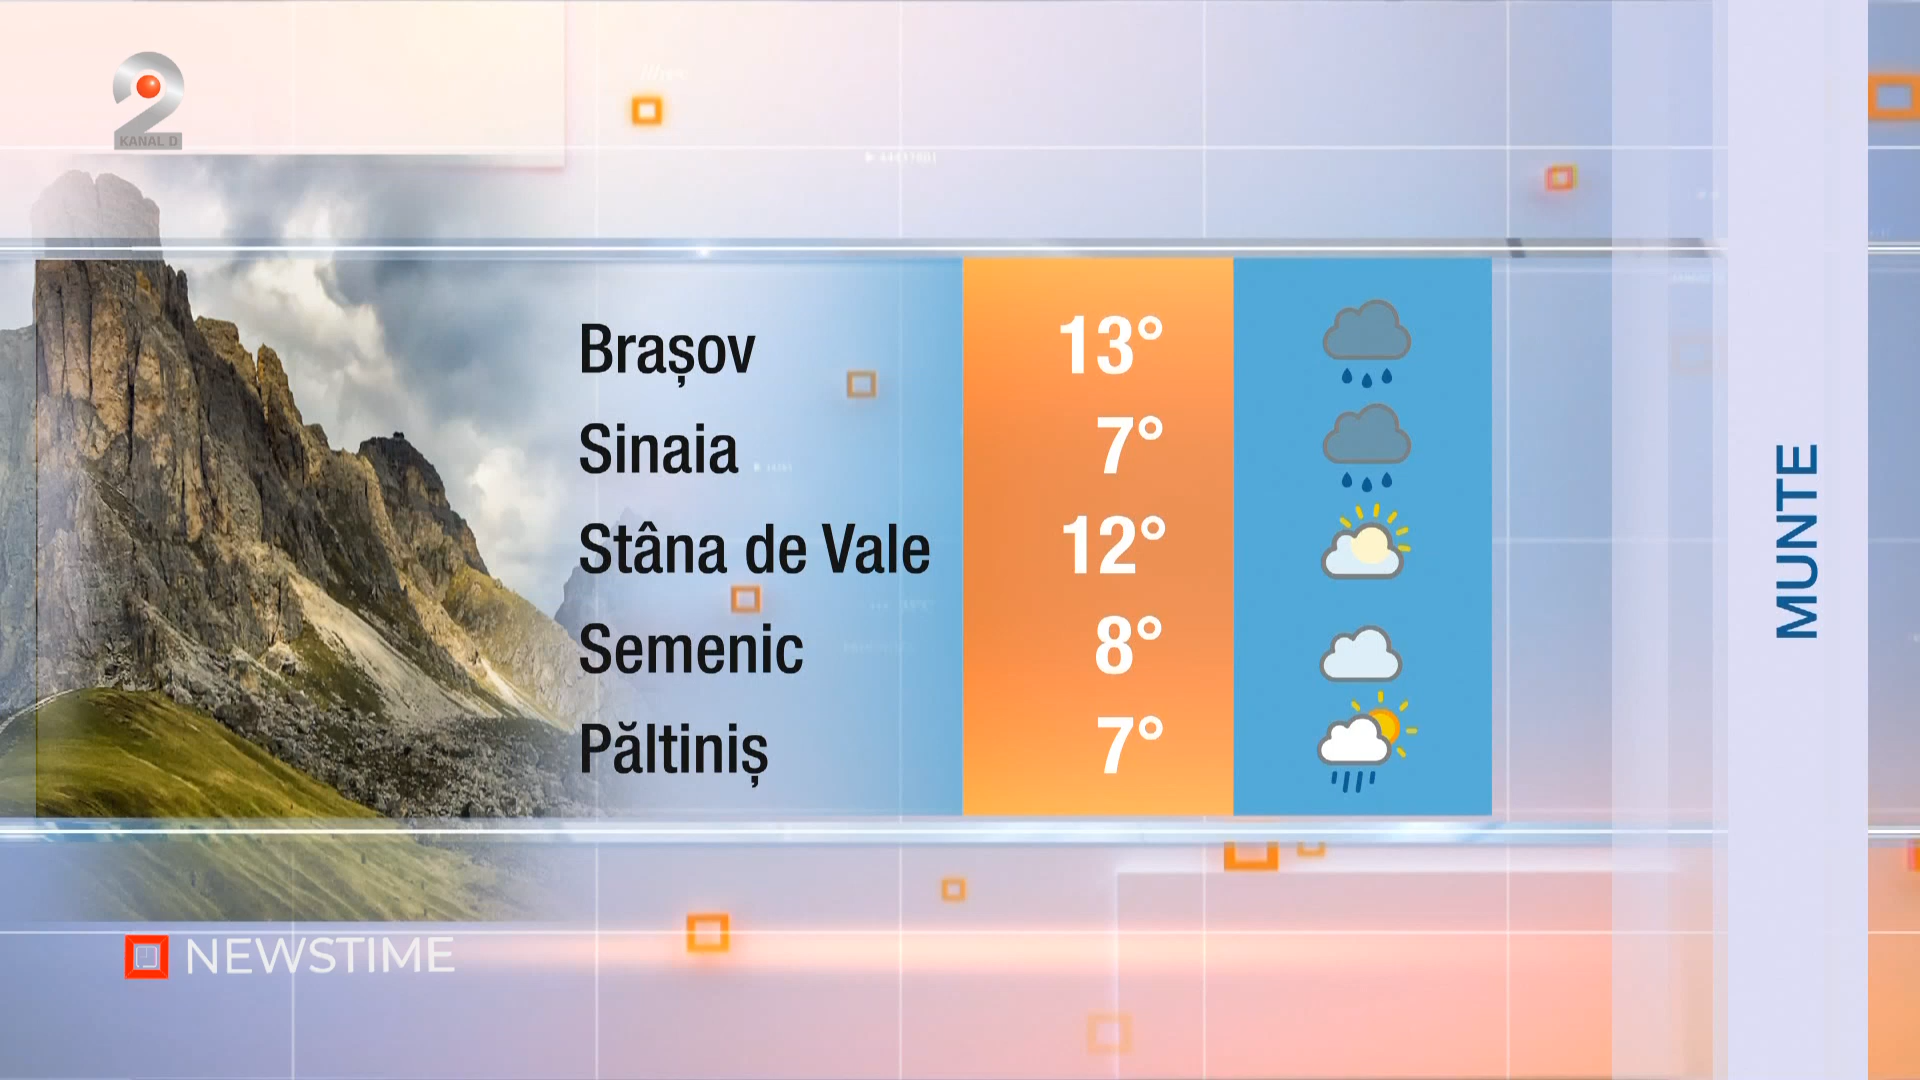 KANAL D
Brașov 13°
Sinaia 7°
Stâna de Vale 12°
Semenic 8°
Păltiniș 7°
MUNTE
NEWSTIME